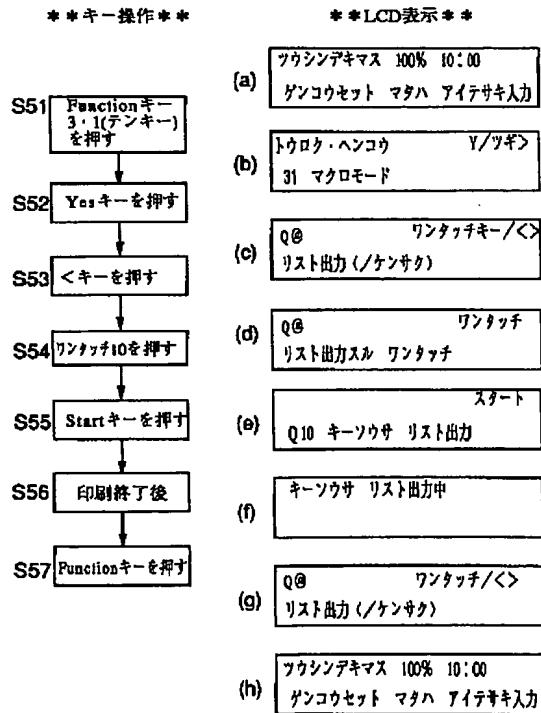 **キー操作**
**LCD表示**
(a)
ツウシンデキマス 100% 10:00
ゲンコウセット マタハ アイテサキ入力
S51
Functionキー
3・1(テンキー)
を押す
(b)
トウロク・ヘンコウ Y/ツギ>
31 マクロモード
S52
Yesキーを押す
(c)
Q@ ワンタッチキー/<>
リスト出力(/ケンサク)
S53
<キーを押す
(d)
Q@ ワンタッチ
リスト出力スル ワンタッチ
S54
ワンタッチ10を押す
(e)
スタート
Q10 キーソウサ リスト出力
S55
Startキーを押す
(f)
キーソウサ リスト出力中
S56
印刷終了後
(g)
Q@ ワンタッチ/<>
リスト出力(/ケンサク)
S57
Functionキーを押す
(h)
ツウシンデキマス 100% 10:00
ゲンコウセット マタハ アイテサキ入力